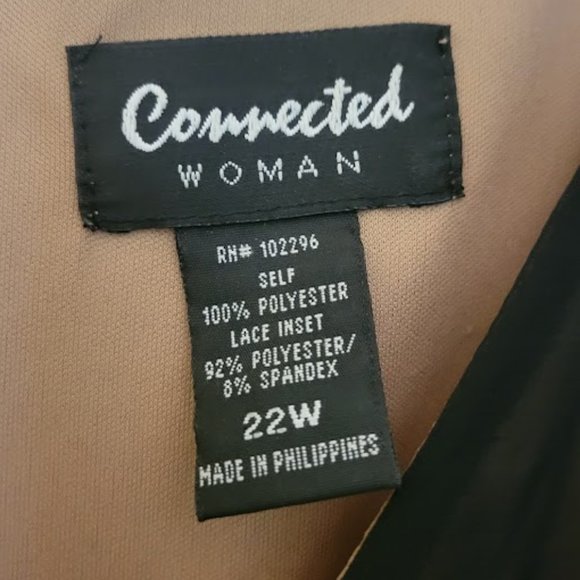 Connected
WOMAN
RN# 102296
SELF
100% POLYESTER
LACE INSET
92% POLYESTER/
8% SPANDEX
22W
MADE IN PHILIPPINES